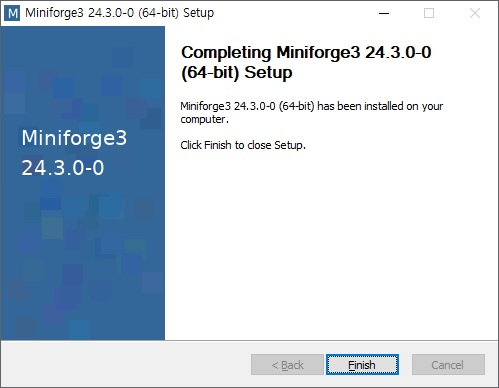 M Miniforge3 24.3.0-0 (64-bit) Setup
Completing Miniforge3 24.3.0-0
(64-bit) Setup
Miniforge3 24.3.0-0 (64-bit) has been installed on your
computer.
Click Finish to close Setup.
Miniforge3
24.3.0-0
< Back
Finish
Cancel